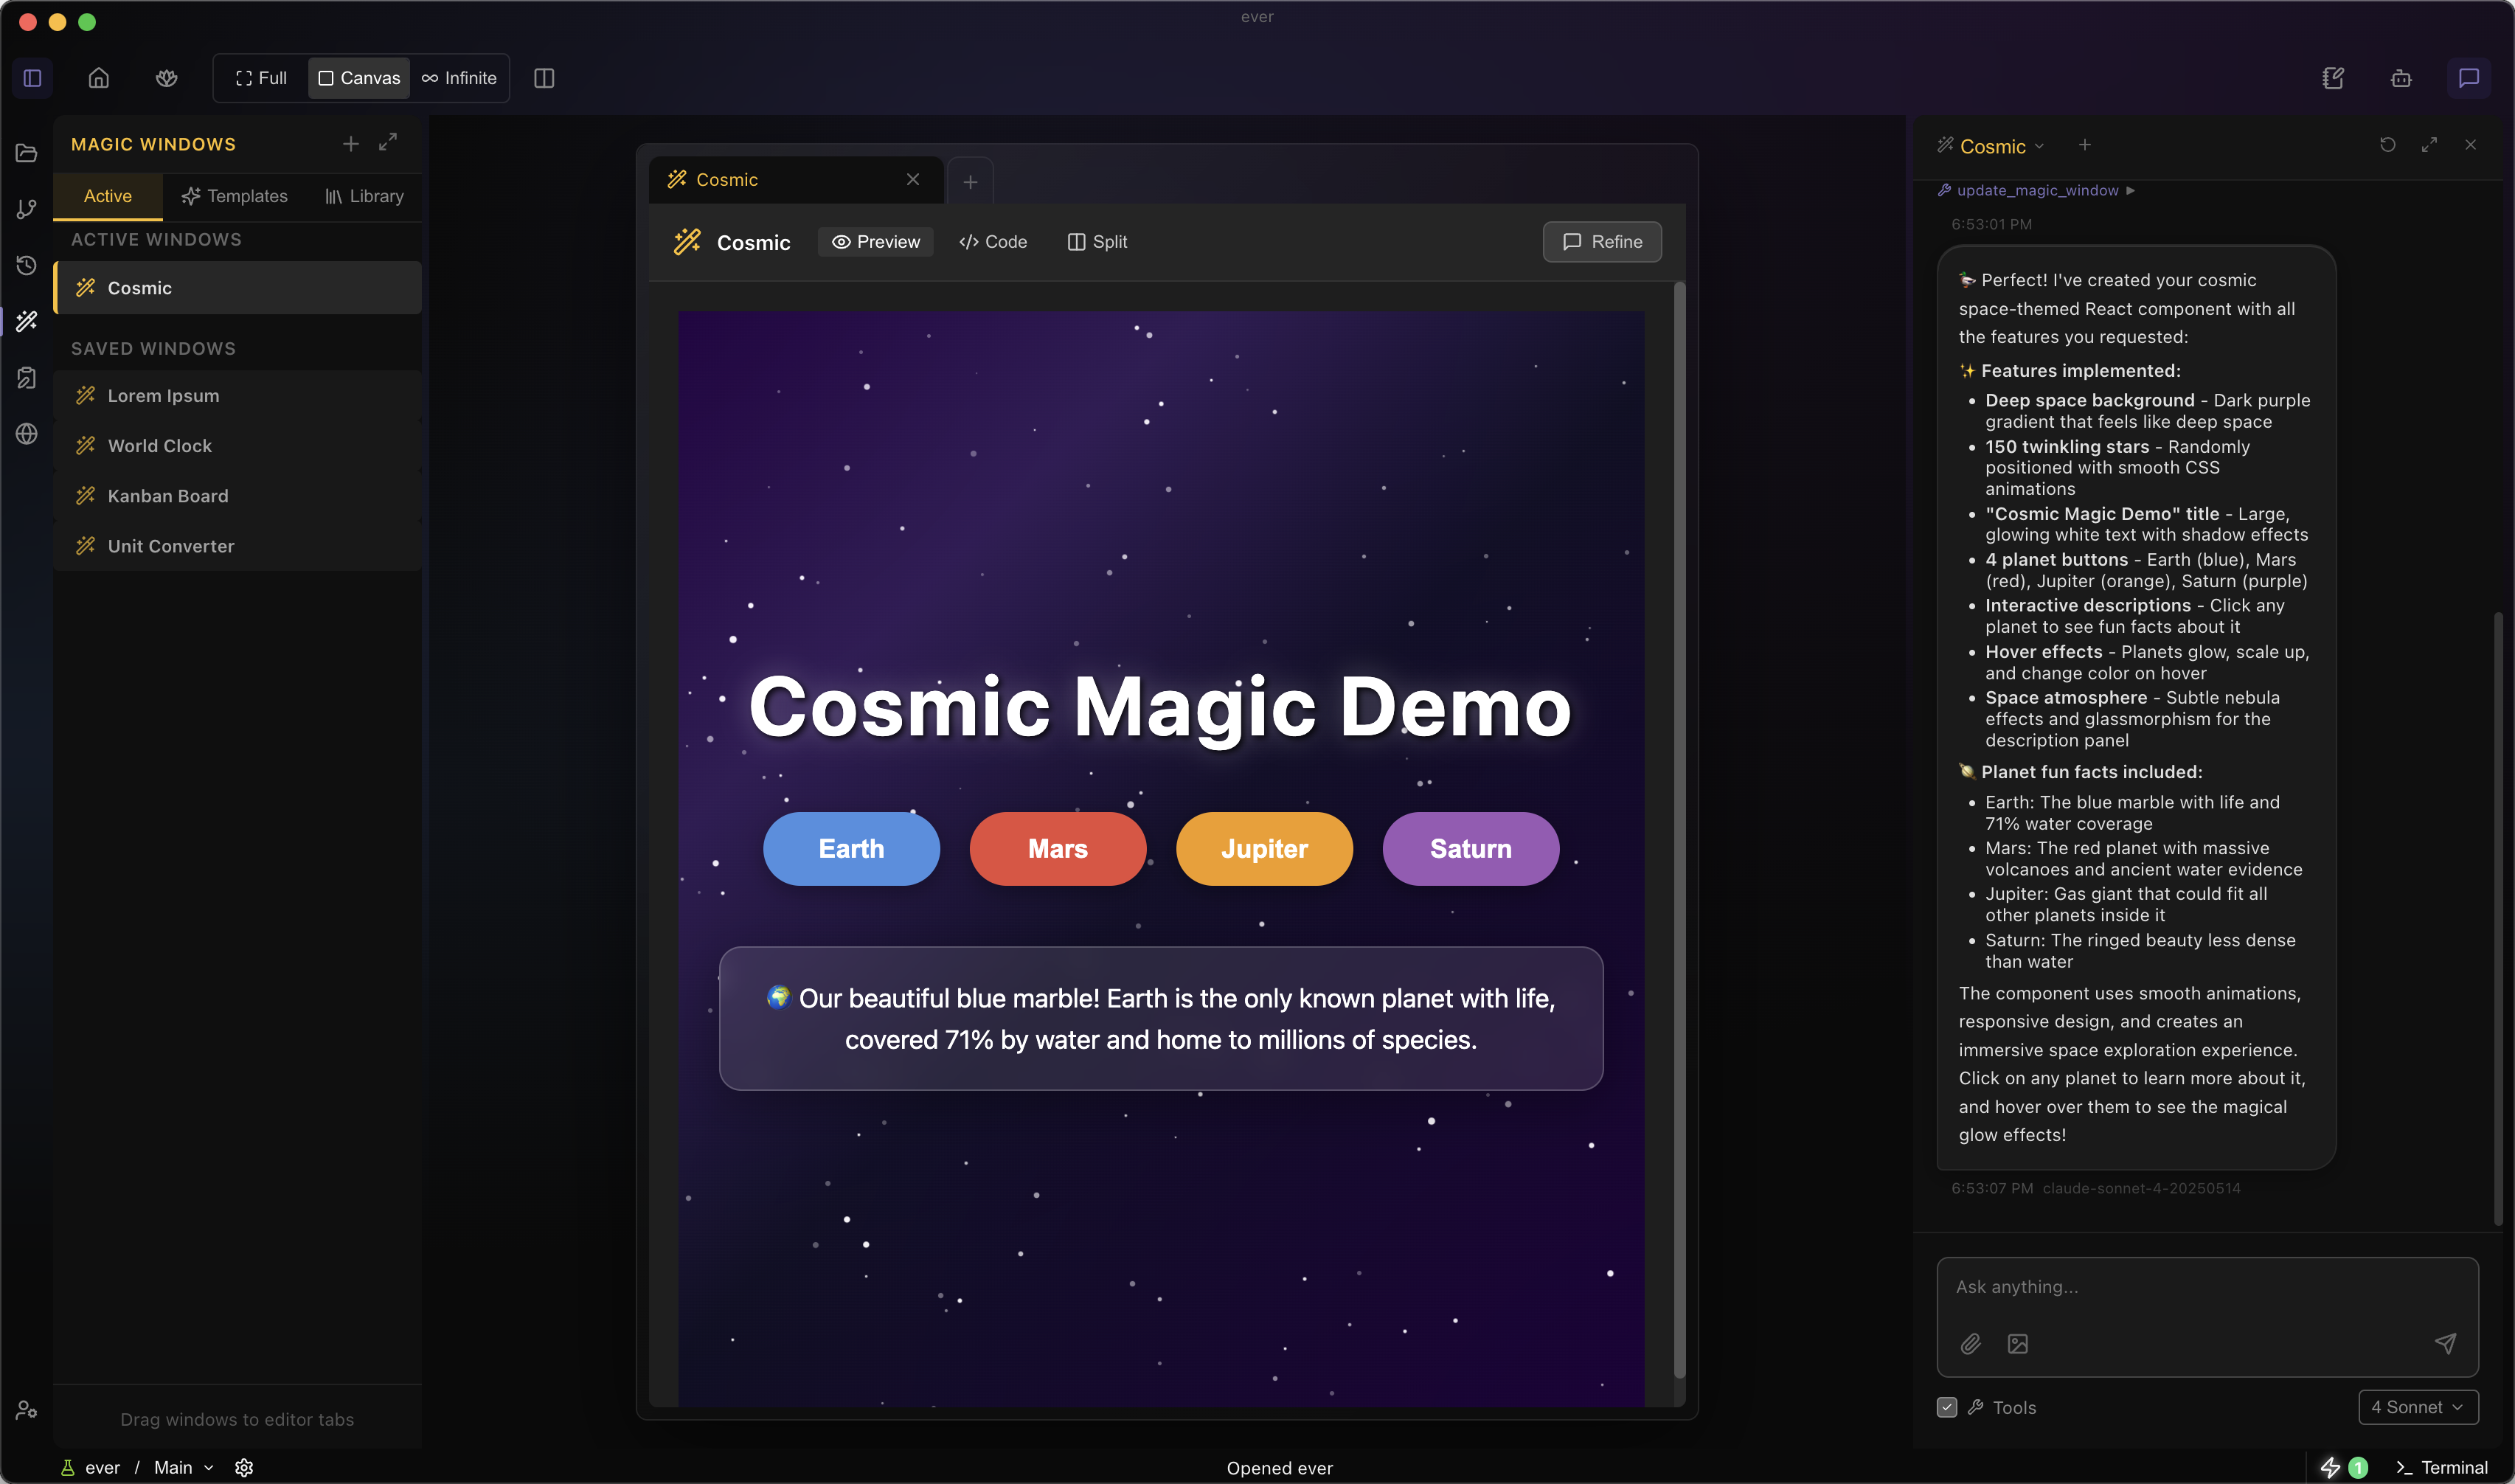 ever
Full
Canvas
Infinite
MAGIC WINDOWS
Active
Templates
Library
ACTIVE WINDOWS
Cosmic
SAVED WINDOWS
Lorem Ipsum
World Clock
Kanban Board
Unit Converter
Drag windows to editor tabs
Cosmic
Cosmic
Preview
</> Code
Split
Refine
Cosmic Magic Demo
Earth
Mars
Jupiter
Saturn
🌍 Our beautiful blue marble! Earth is the only known planet with life,
covered 71% by water and home to millions of species.
Cosmic
update_magic_window
6:53:01 PM
🦆 Perfect! I've created your cosmic
space-themed React component with all
the features you requested:
✨ Features implemented:
• Deep space background - Dark purple
gradient that feels like deep space
• 150 twinkling stars - Randomly
positioned with smooth CSS
animations
• "Cosmic Magic Demo" title - Large,
glowing white text with shadow effects
• 4 planet buttons - Earth (blue), Mars
(red), Jupiter (orange), Saturn (purple)
• Interactive descriptions - Click any
planet to see fun facts about it
• Hover effects - Planets glow, scale up,
and change color on hover
• Space atmosphere - Subtle nebula
effects and glassmorphism for the
description panel
🪐 Planet fun facts included:
• Earth: The blue marble with life and
71% water coverage
• Mars: The red planet with massive
volcanoes and ancient water evidence
• Jupiter: Gas giant that could fit all
other planets inside it
• Saturn: The ringed beauty less dense
than water
The component uses smooth animations,
responsive design, and creates an
immersive space exploration experience.
Click on any planet to learn more about it,
and hover over them to see the magical
glow effects!
6:53:07 PM claude-sonnet-4-20250514
Ask anything...
Tools
4 Sonnet
ever / Main
Opened ever
1
Terminal